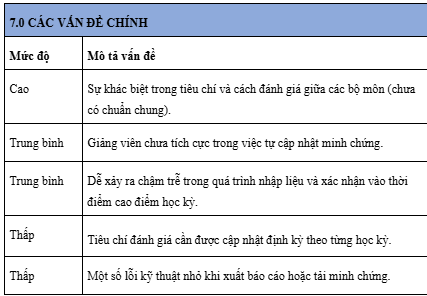 7.0 CÁC VẤN ĐỀ CHÍNH
Mức độ Mô tả vấn đề
Cao Sự khác biệt trong tiêu chí và cách đánh giá giữa các bộ môn (chưa
có chuẩn chung).
Trung bình Giảng viên chưa tích cực trong việc tự cập nhật minh chứng.
Trung bình Dễ xảy ra chậm trễ trong quá trình nhập liệu và xác nhận vào thời
điểm cao điểm học kỳ.
Thấp Tiêu chí đánh giá cần được cập nhật định kỳ theo từng học kỳ.
Thấp Một số lỗi kỹ thuật nhỏ khi xuất báo cáo hoặc tải minh chứng.